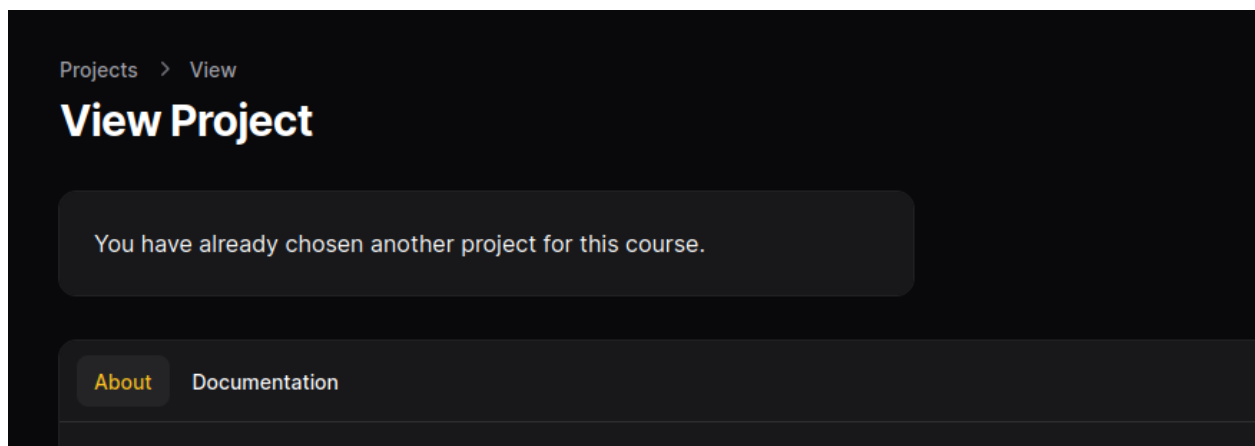 Projects > View
View Project
You have already chosen another project for this course.
About Documentation